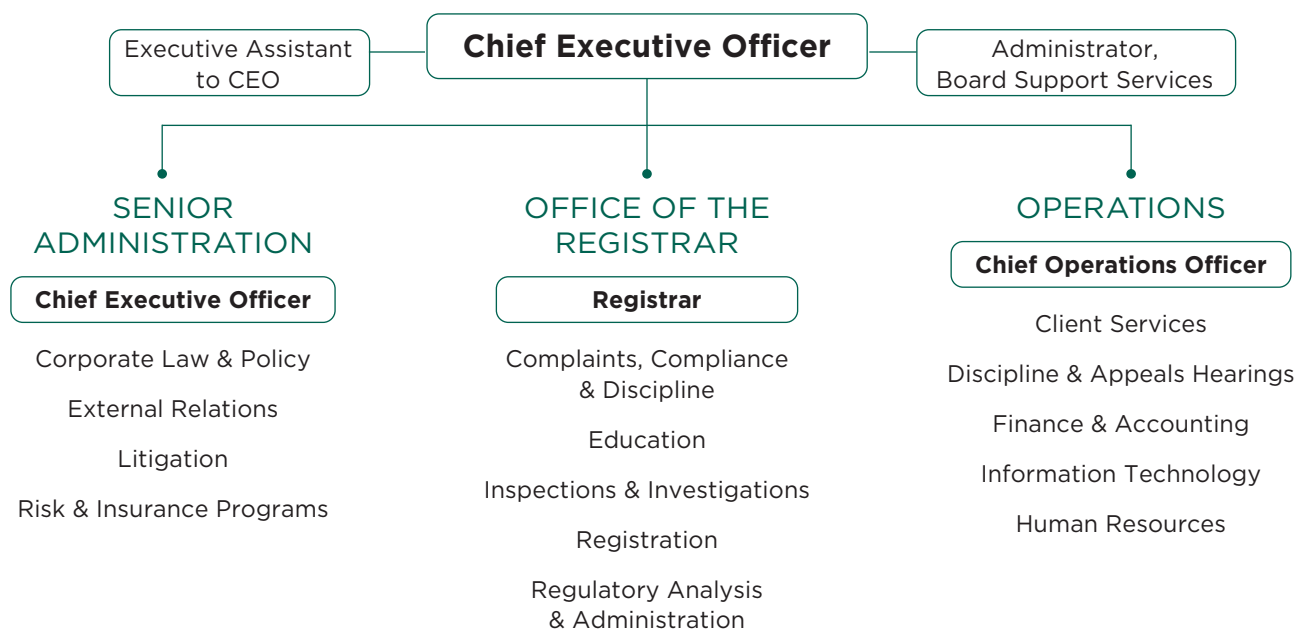 Executive Assistant
to CEO
Chief Executive Officer
Administrator,
Board Support Services
SENIOR
ADMINISTRATION
Chief Executive Officer
Corporate Law & Policy
External Relations
Litigation
Risk & Insurance Programs
OFFICE OF THE
REGISTRAR
Registrar
Complaints, Compliance
& Discipline
Education
Inspections & Investigations
Registration
Regulatory Analysis
& Administration
OPERATIONS
Chief Operations Officer
Client Services
Discipline & Appeals Hearings
Finance & Accounting
Information Technology
Human Resources